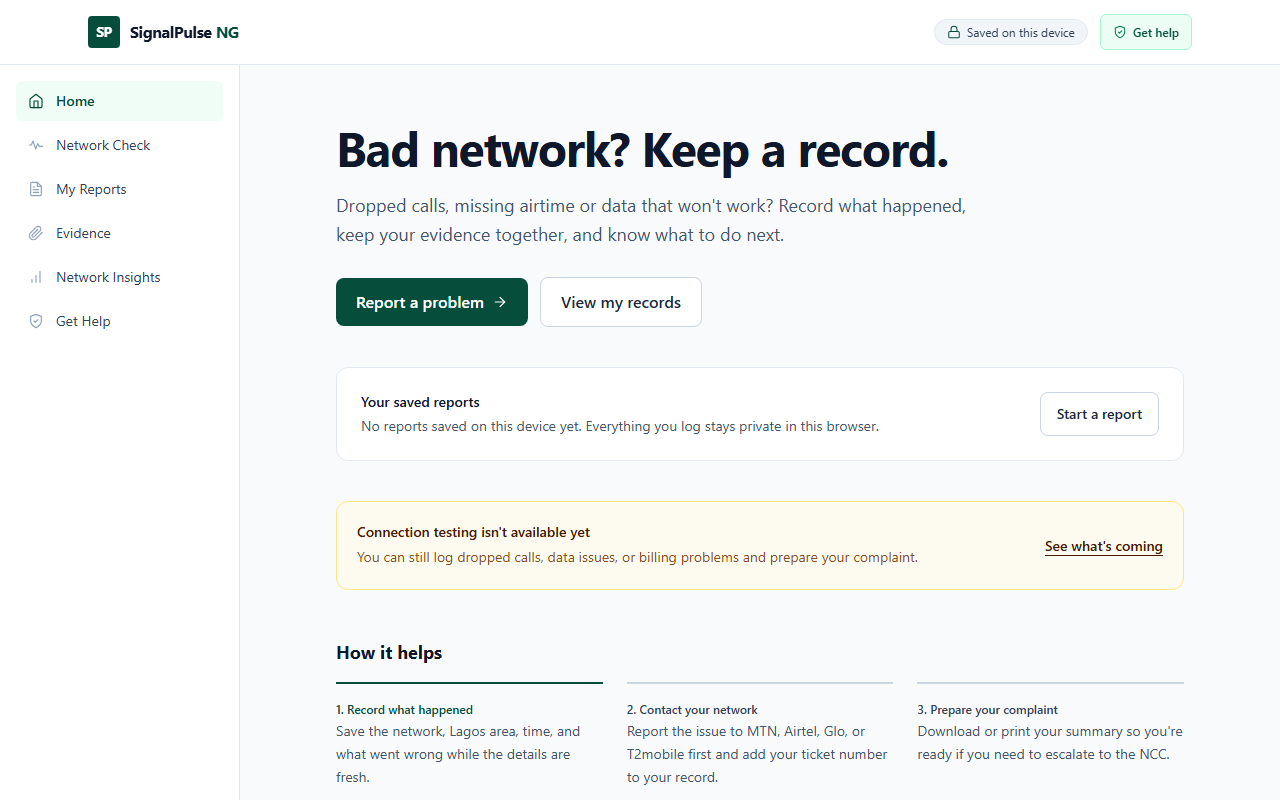 SP SignalPulse NG
Saved on this device
Get help
Home
Network Check
My Reports
Evidence
Network Insights
Get Help
Bad network? Keep a record.
Dropped calls, missing airtime or data that won't work? Record what happened,
keep your evidence together, and know what to do next.
Report a problem →
View my records
Your saved reports
No reports saved on this device yet. Everything you log stays private in this browser.
Start a report
Connection testing isn't available yet
You can still log dropped calls, data issues, or billing problems and prepare your complaint.
See what's coming
How it helps
1. Record what happened
Save the network, Lagos area, time, and
what went wrong while the details are
fresh.
2. Contact your network
Report the issue to MTN, Airtel, Glo, or
T2mobile first and add your ticket number
to your record.
3. Prepare your complaint
Download or print your summary so you're
ready if you need to escalate to the NCC.